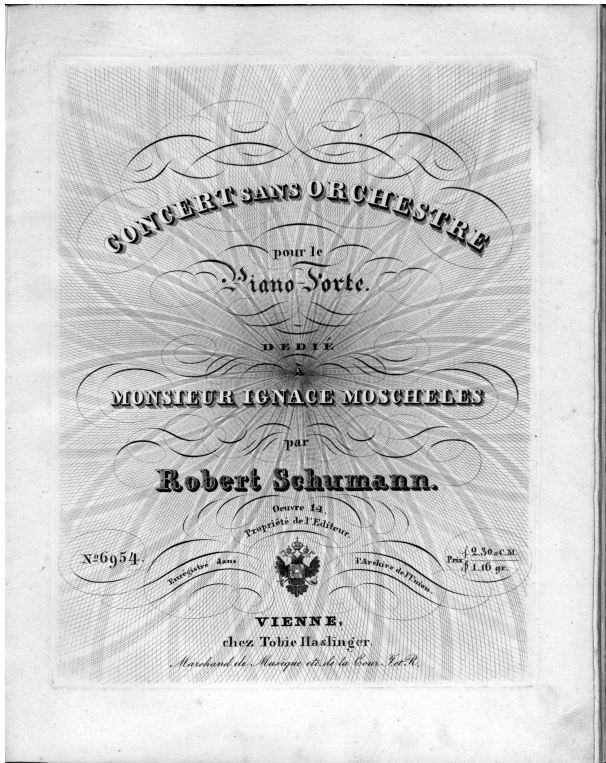 CONCERT SANS ORCHESTRE
pour le
Piano-Forte.
DEDIÉ
À
MONSIEUR IGNACE MOSCHELES
par
Robert Schumann.
Oeuvre 14.
Propriété de l'Editeur.
No 6954.
Enregistré dans
l'Archive de l'Union.
Prix
2.30 x C.M.
1.16 gr.
VIENNE,
chez Tobie Haslinger.
Marchand de Musique etc. de la Cour I. et R.